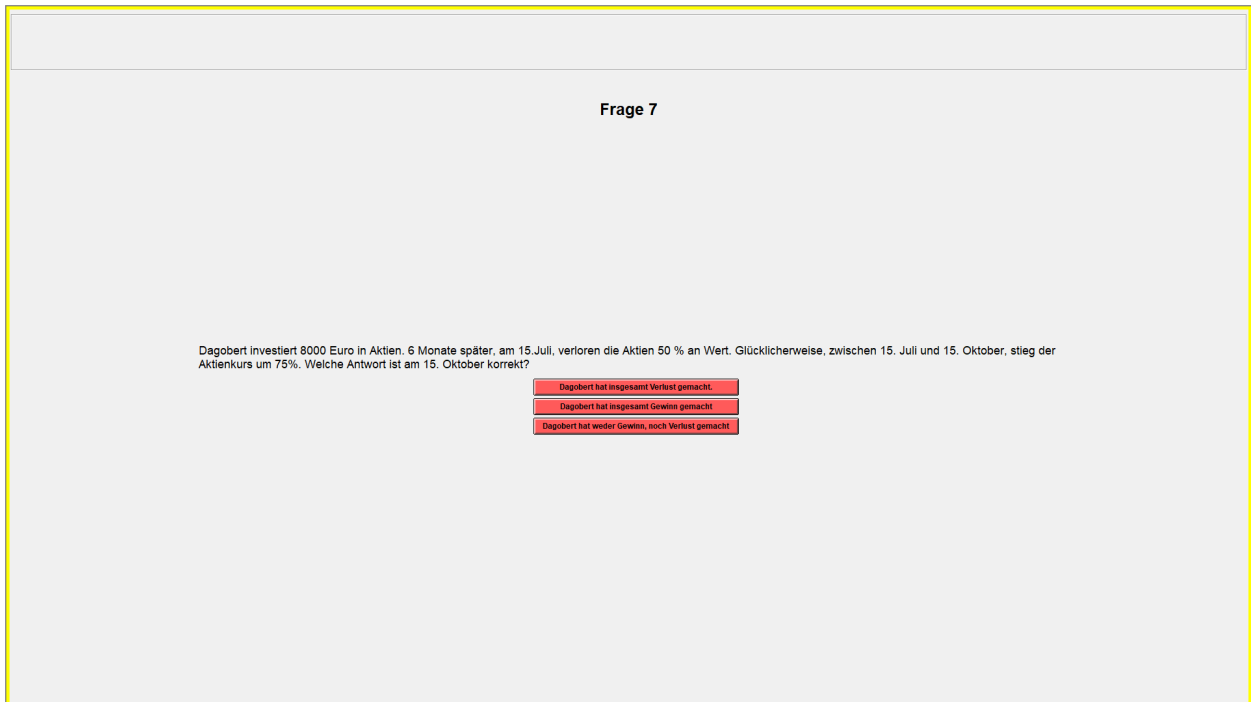 Frage 7
Dagobert investiert 8000 Euro in Aktien. 6 Monate später, am 15.Juli, verloren die Aktien 50 % an Wert. Glücklicherweise, zwischen 15. Juli und 15. Oktober, stieg der
Aktienkurs um 75%. Welche Antwort ist am 15. Oktober korrekt?
Dagobert hat insgesamt Verlust gemacht.
Dagobert hat insgesamt Gewinn gemacht
Dagobert hat weder Gewinn, noch Verlust gemacht